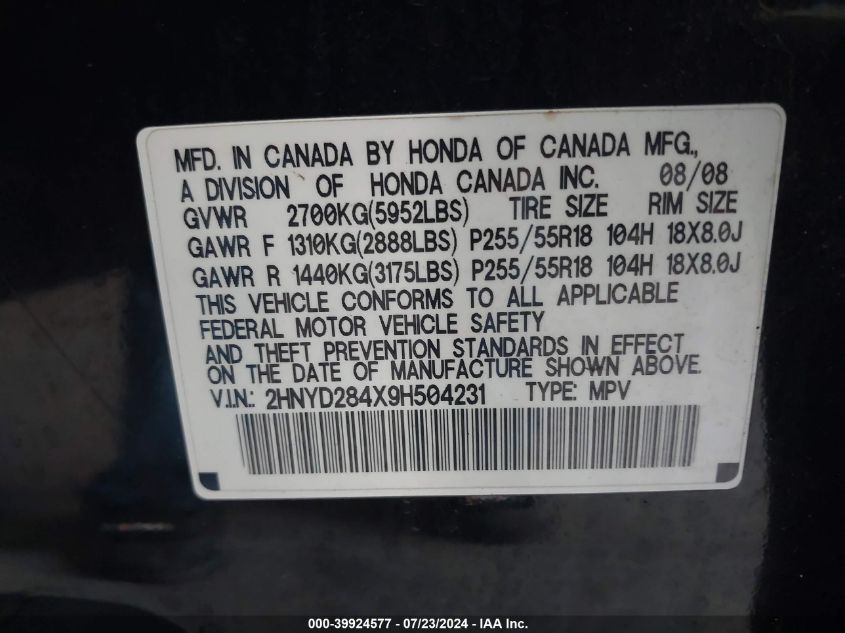 MFD. IN CANADA BY HONDA OF CANADA MFG.,
A DIVISION OF HONDA CANADA INC. 08/08
GVWR 2700KG(5952LBS) TIRE SIZE RIM SIZE
GAWR F 1310KG(2888LBS) P255/55R18 104H 18X8.0J
GAWR R 1440KG(3175LBS) P255/55R18 104H 18X8.0J
THIS VEHICLE CONFORMS TO ALL APPLICABLE
FEDERAL MOTOR VEHICLE SAFETY
AND THEFT PREVENTION STANDARDS IN EFFECT
ON THE DATE OF MANUFACTURE SHOWN ABOVE.
V.I.N.: 2HNYD284X9H504231 TYPE: MPV
000-39924577 - 07/23/2024 - IAA Inc.